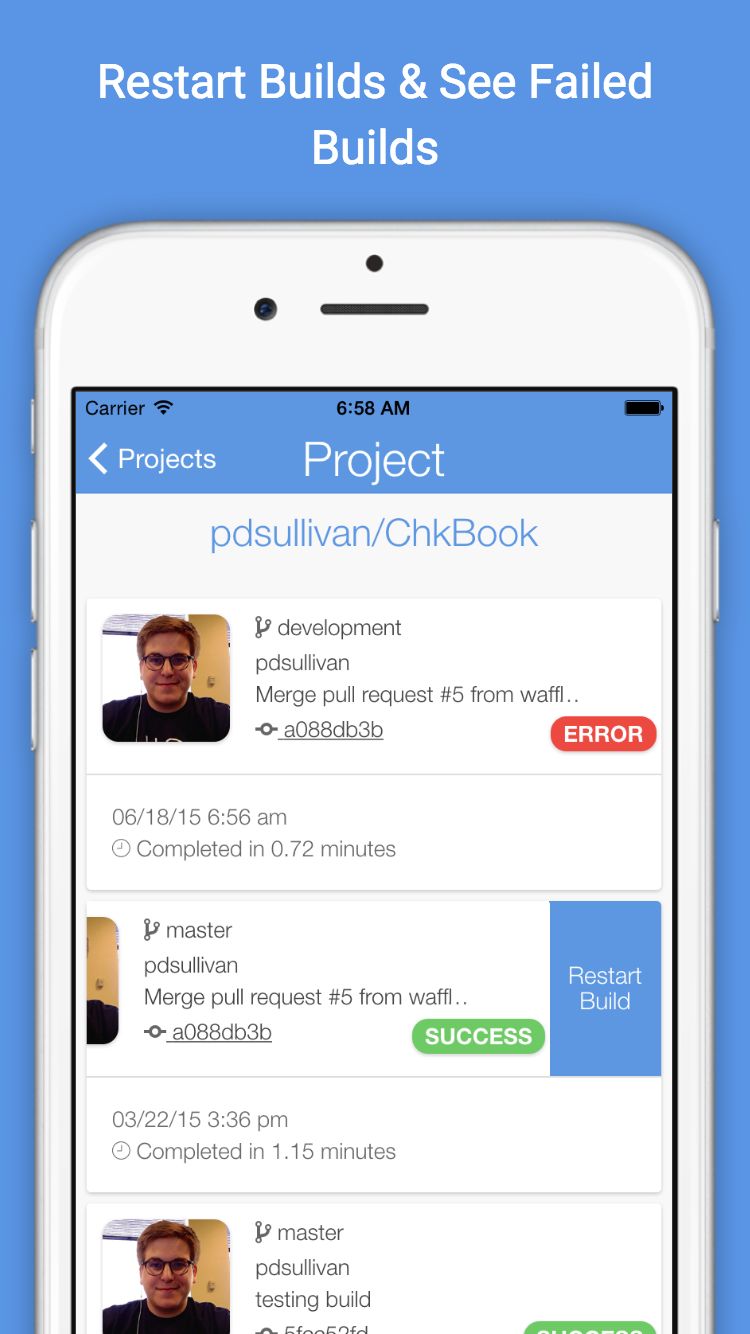 Restart Builds & See Failed
Builds
Carrier
6:58 AM
Projects
Project
pdsullivan/ChkBook
development
pdsullivan
Merge pull request #5 from waffl..
a088db3b
ERROR
06/18/15 6:56 am
Completed in 0.72 minutes
master
pdsullivan
Merge pull request #5 from waffl..
a088db3b
SUCCESS
Restart
Build
03/22/15 3:36 pm
Completed in 1.15 minutes
master
pdsullivan
testing build
SUCCESS